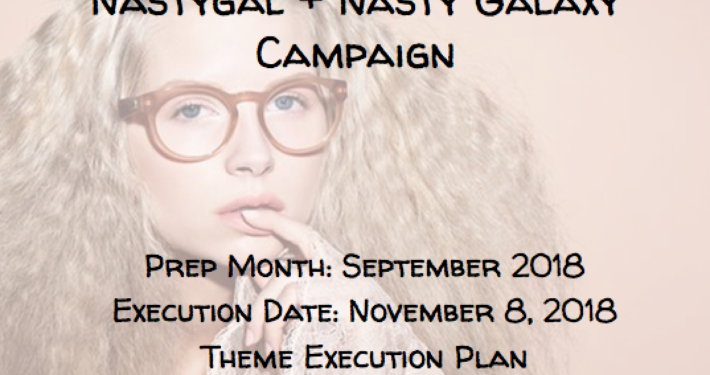 NASTYGAL + NASTY GALAXY
CAMPAIGN
PREP MONTH: SEPTEMBER 2018
EXECUTION DATE: NOVEMBER 8, 2018
THEME EXECUTION PLAN